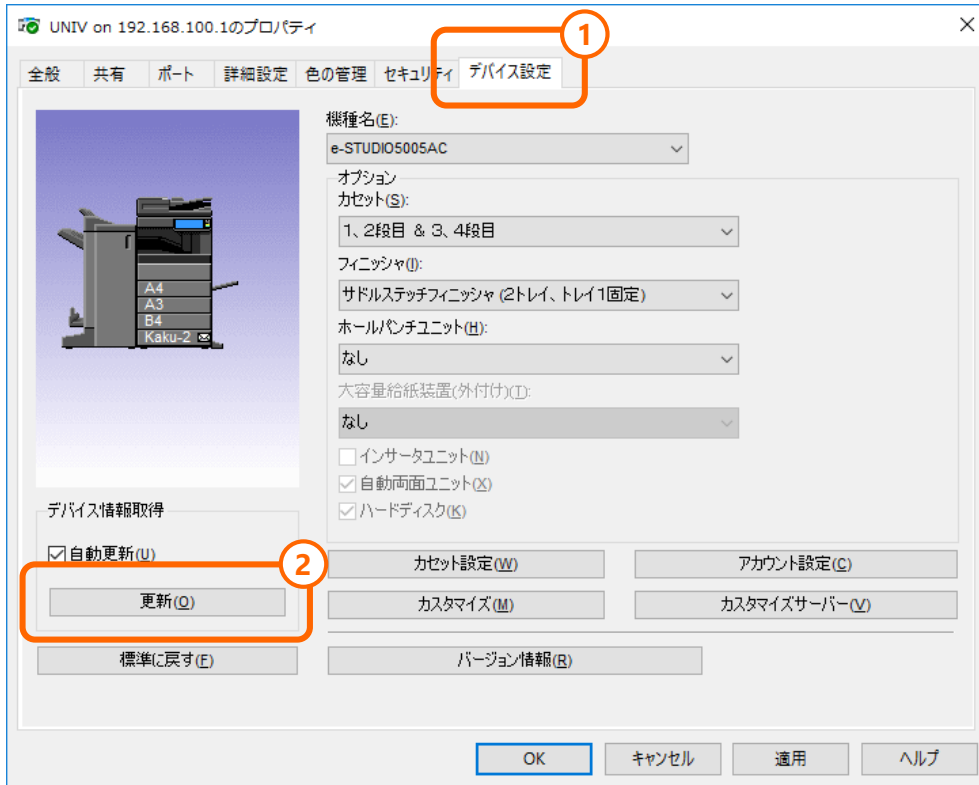 UNIV on 192.168.100.1のプロパティ
1
全般 共有 ポート 詳細設定 色の管理 セキュリティ デバイス設定
機種名(E):
e-STUDIO5005AC
オプション
カセット(S):
1、2段目 & 3、4段目
フィニッシャ(I):
サドルステッチフィニッシャ (2トレイ、トレイ1固定)
ホールパンチユニット(H):
なし
大容量給紙装置(外付け)(T):
なし
インサータユニット(N)
自動両面ユニット(X)
ハードディスク(K)
A4
A3
B4
Kaku-2
デバイス情報取得
自動更新(U)
2
更新(O)
標準に戻す(F)
カセット設定(W) アカウント設定(C)
カスタマイズ(M) カスタマイズサーバー(V)
バージョン情報(R)
OK キャンセル 適用 ヘルプ